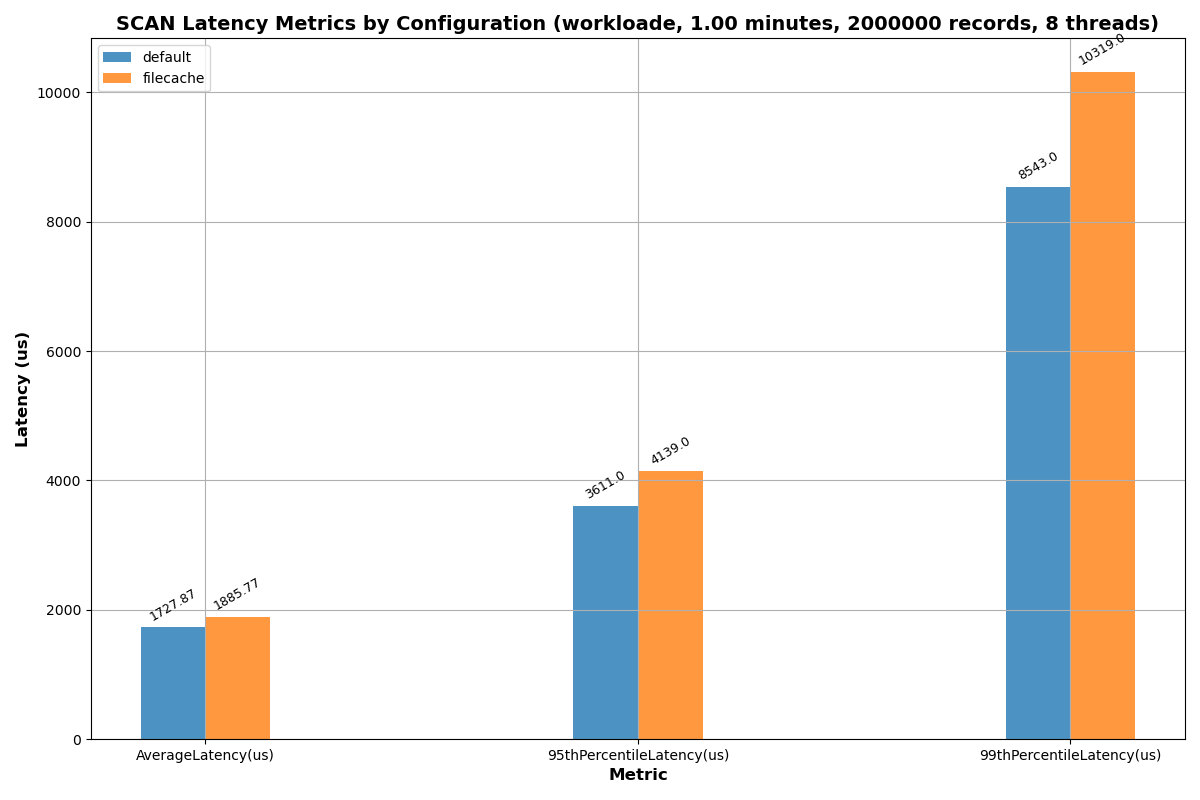 SCAN Latency Metrics by Configuration (workloade, 1.00 minutes, 2000000 records, 8 threads)
default
filecache
Latency (us)
10000
8000
6000
4000
2000
0
1727.87
1885.77
3611.0
4139.0
8543.0
10319.0
AverageLatency(us)
95thPercentileLatency(us)
99thPercentileLatency(us)
Metric